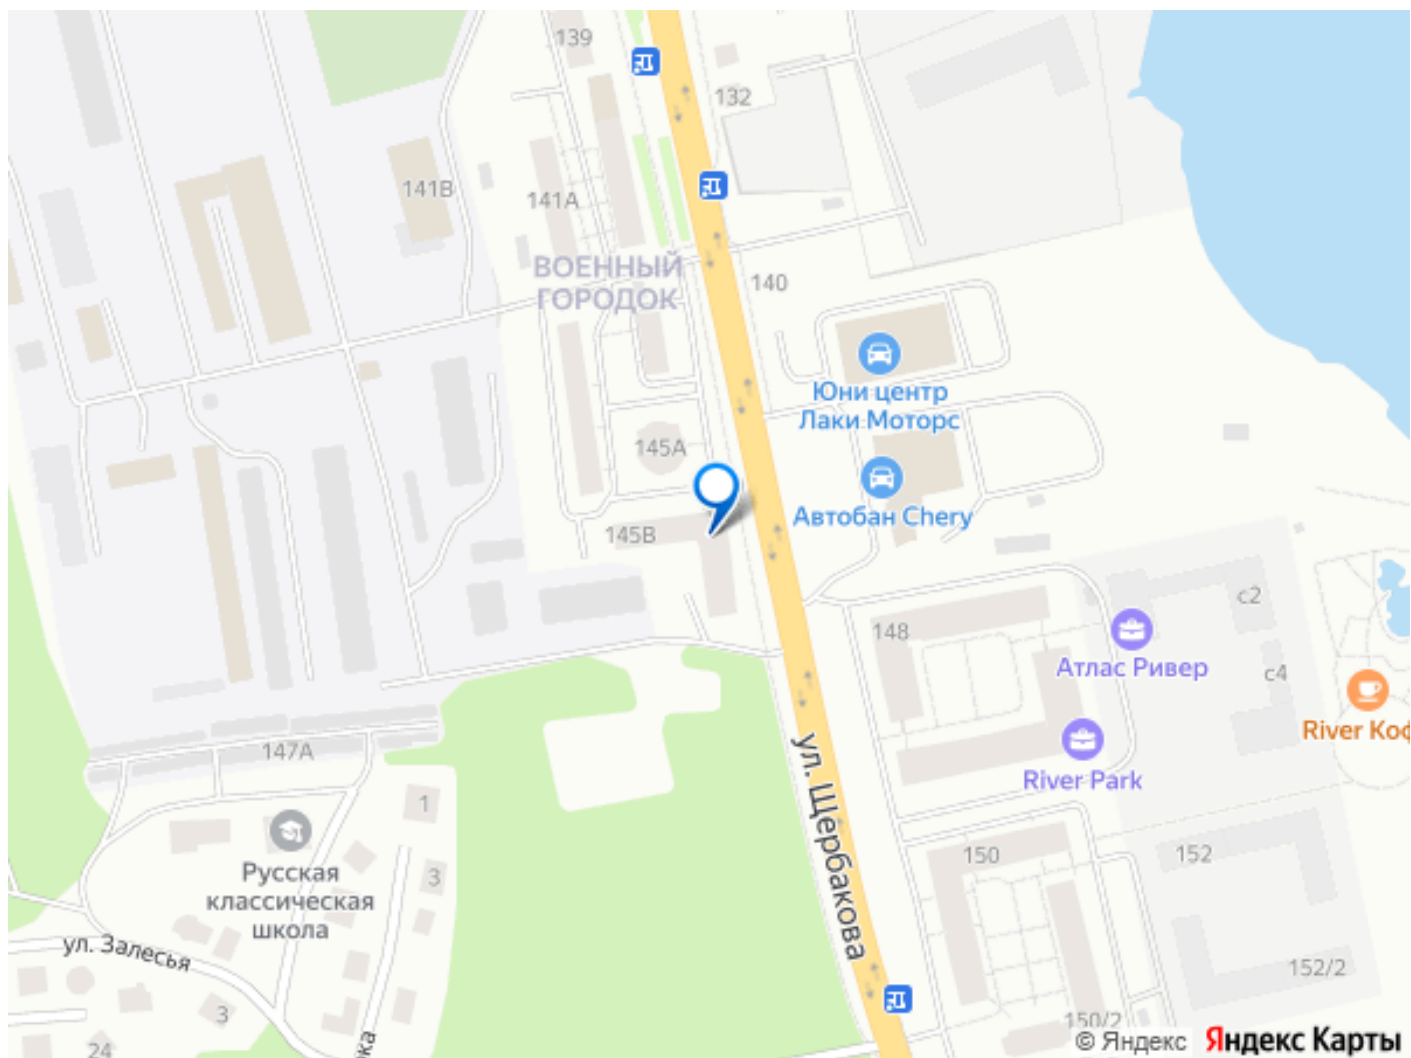 139
132
141В
141А
ВОЕННЫЙ
ГОРОДОК
140
Юни центр
Лаки Моторс
145А
Автобан Chery
145В
с2
148
Атлас Ривер
с4
River Коф
147А
River Park
1
ул. Щербакова
150
152
Русская
классическая
школа
3
ул. Залесья
152/2
3
150/2
24
© Яндекс
Яндекс Карты